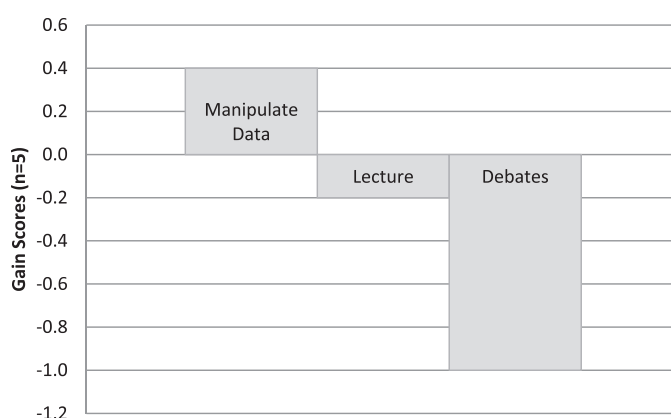 0.6
0.4
0.2
0.0
-0.2
-0.4
-0.6
-0.8
-1.0
-1.2
Gain Scores (n=5)
Manipulate
Data
Lecture
Debates